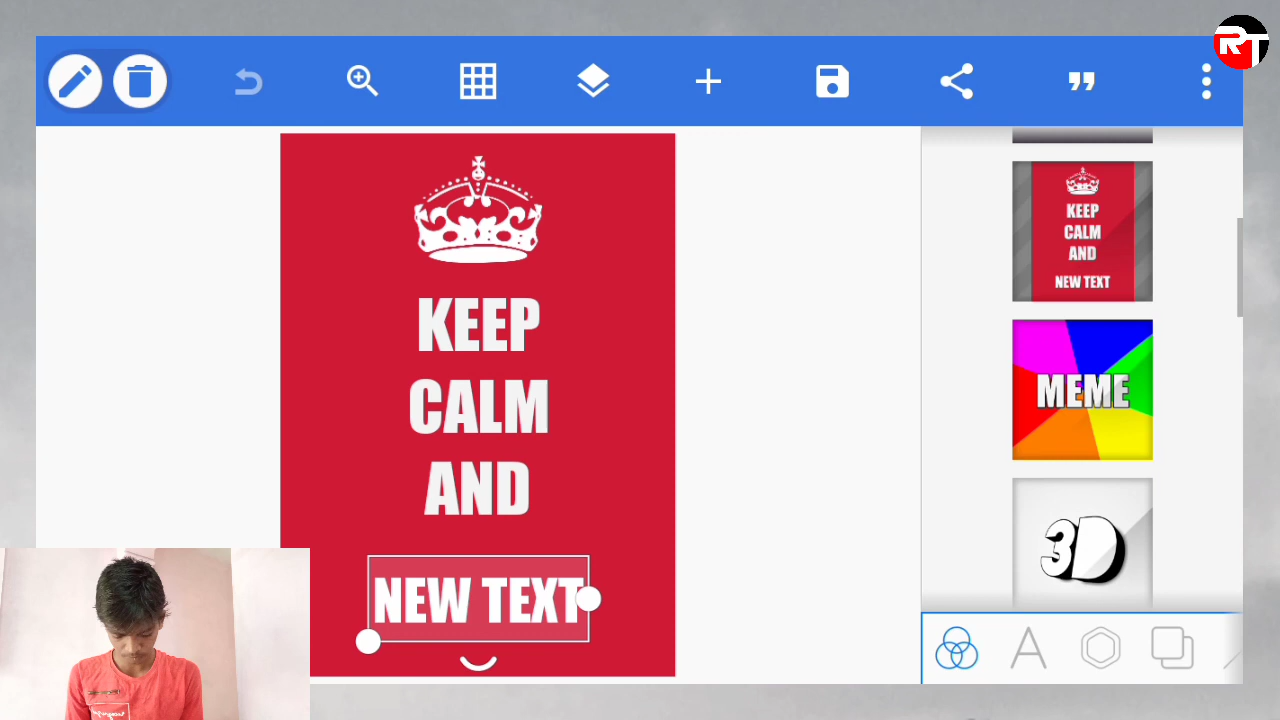 RT
KEEP
CALM
AND
NEW TEXT
KEEP
CALM
AND
NEW TEXT
MEME
3D
A